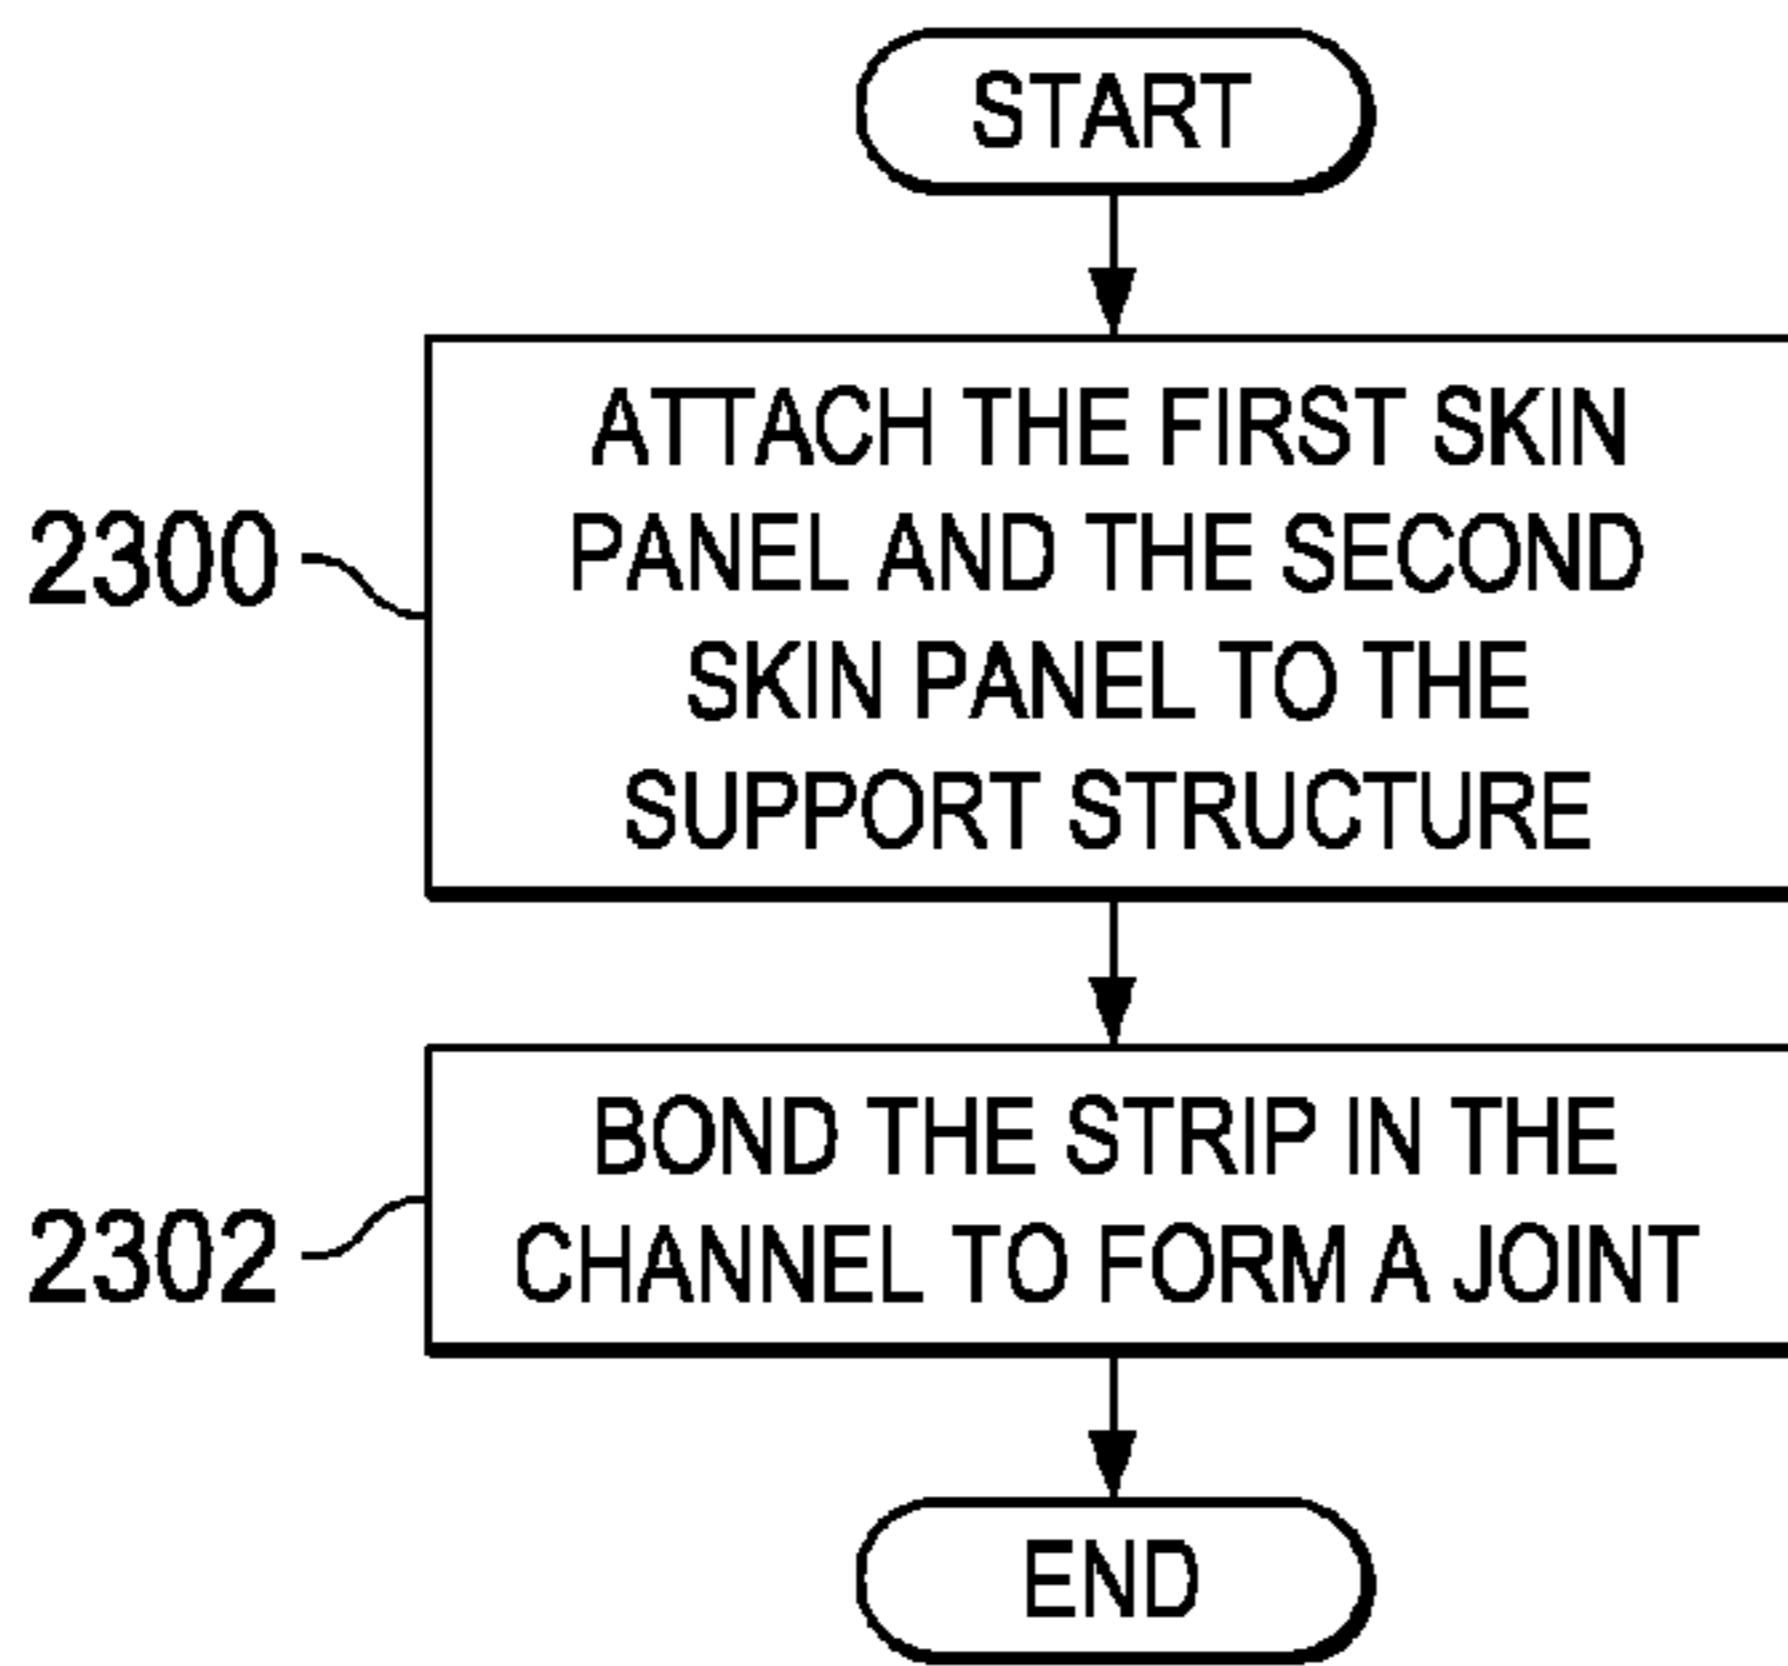 START
ATTACH THE FIRST SKIN
PANEL AND THE SECOND
SKIN PANEL TO THE
SUPPORT STRUCTURE
2300
BOND THE STRIP IN THE
CHANNEL TO FORM A JOINT
2302
END